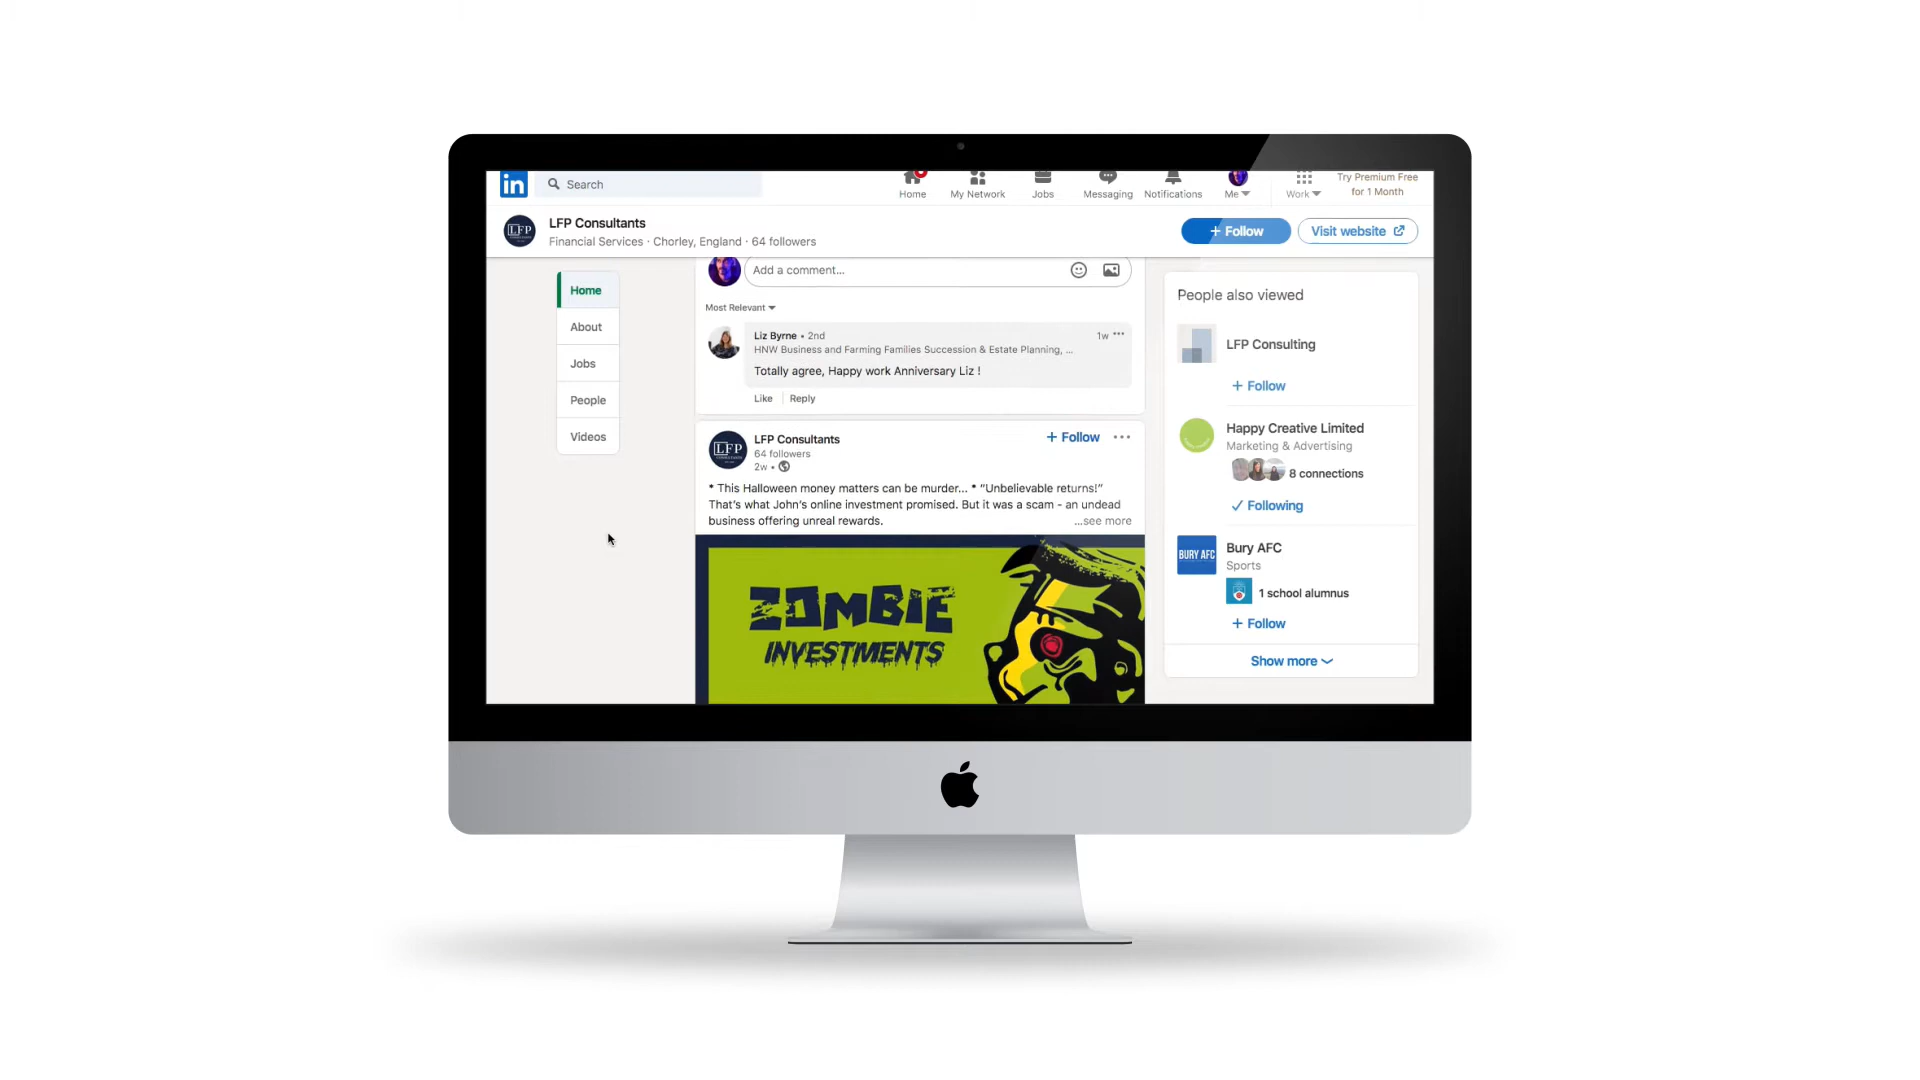 in
Search
Home
My Network
Jobs
Messaging
Notifications
Me
Work
Try Premium Free
for 1 Month
LFP
LFP Consultants
Financial Services · Chorley, England · 64 followers
+ Follow
Visit website
Home
About
Jobs
People
Videos
Add a comment...
Most Relevant
Liz Byrne • 2nd
1w
HNW Business and Farming Families Succession & Estate Planning, ...
Totally agree, Happy work Anniversary Liz !
Like
Reply
LFP
LFP Consultants
64 followers
2w •
+ Follow
* This Halloween money matters can be murder... * "Unbelievable returns!"
That's what John's online investment promised. But it was a scam - an undead
business offering unreal rewards.
...see more
ZOMBIE
INVESTMENTS
People also viewed
LFP Consulting
+ Follow
Happy Creative Limited
Marketing & Advertising
8 connections
Following
BURY AFC
Bury AFC
Sports
1 school alumnus
+ Follow
Show more